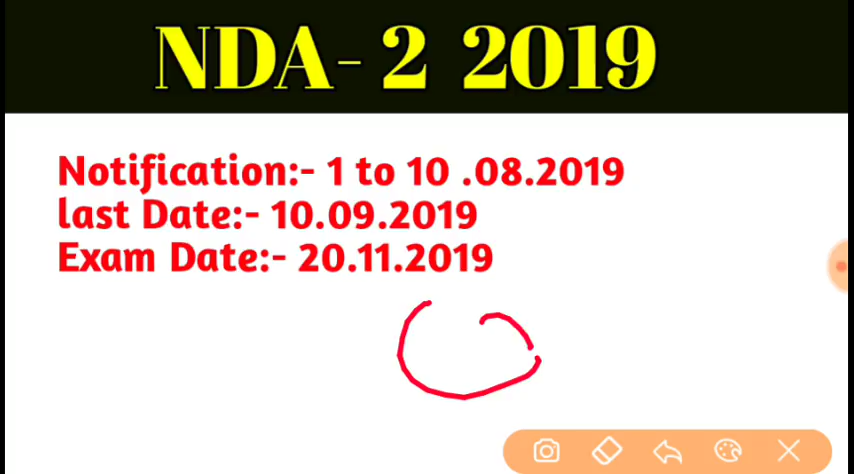 NDA- 2 2019
Notification:- 1 to 10 .08.2019
last Date:- 10.09.2019
Exam Date:- 20.11.2019